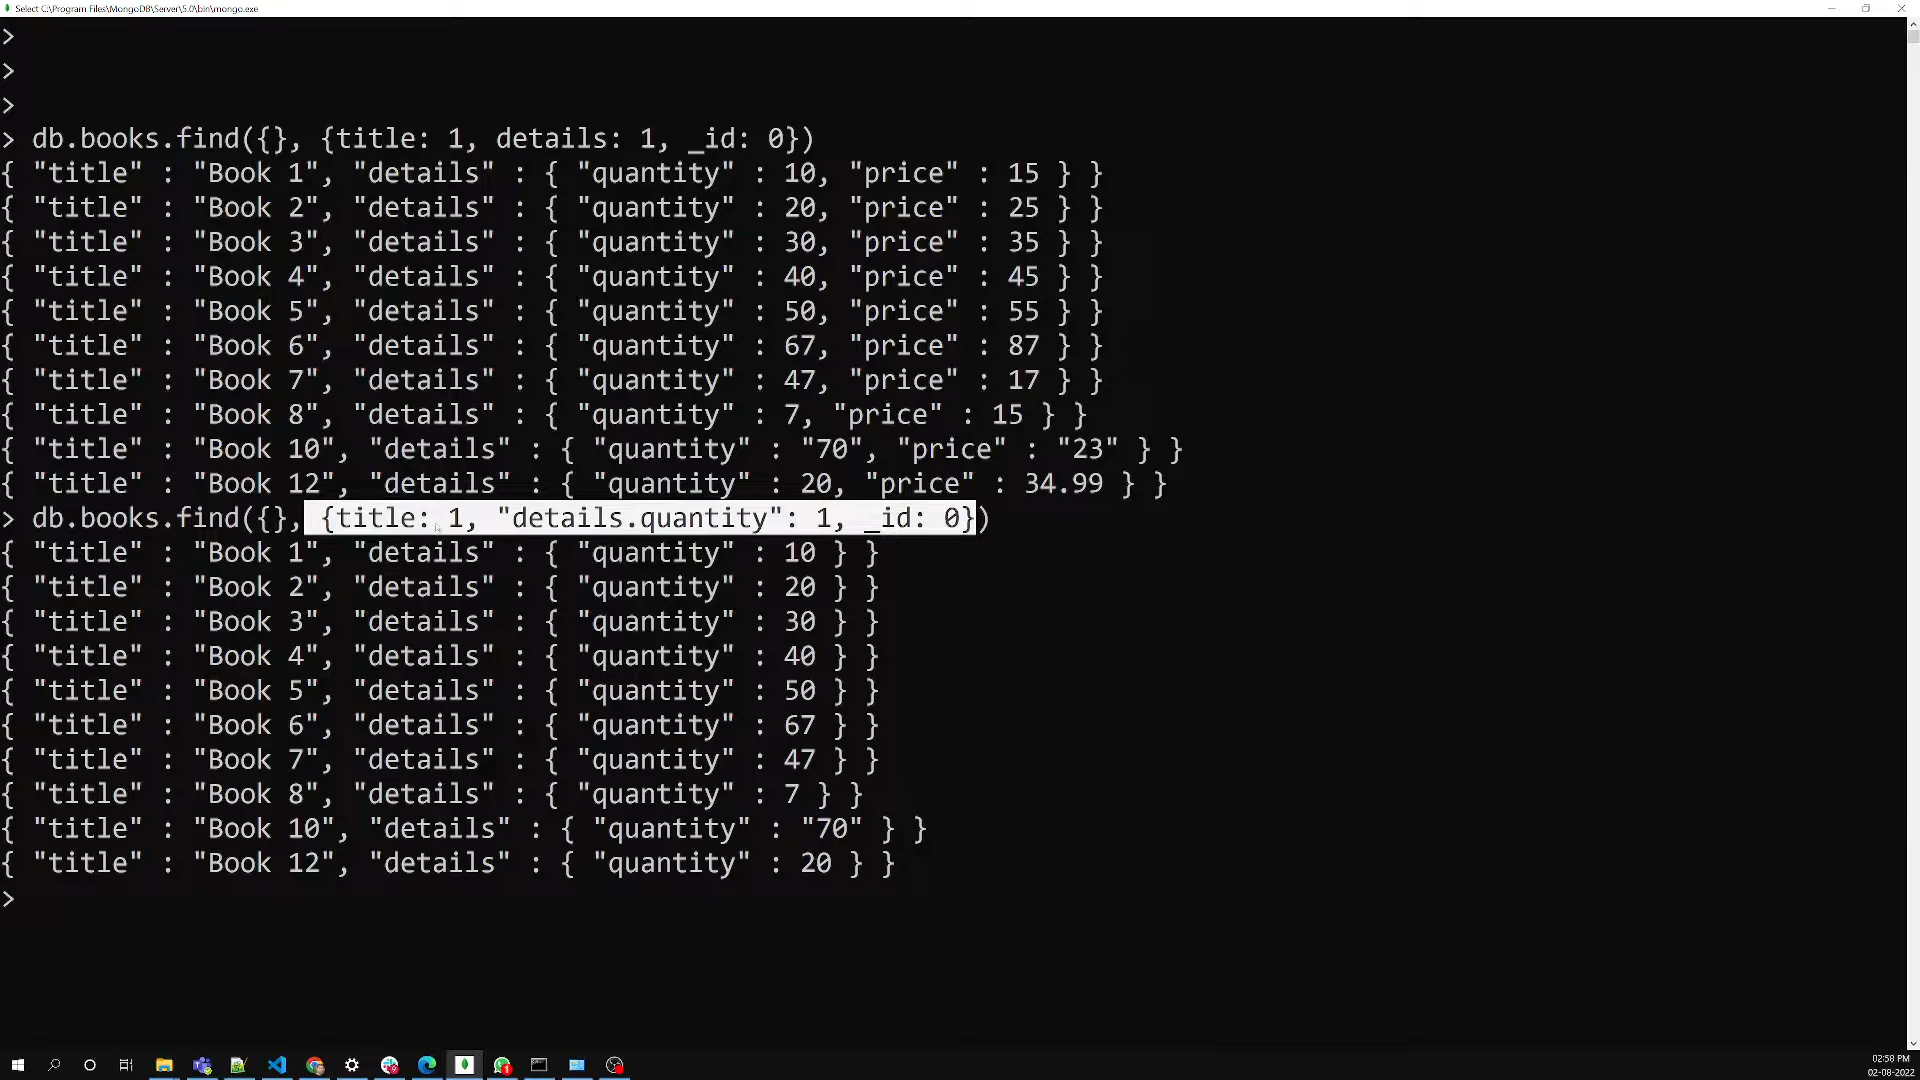 Select C:\Program Files\MongoDB\Server\5.0\bin\mongo.exe
>
>
>
> db.books.find({}, {title: 1, details: 1, _id: 0})
{ "title" : "Book 1", "details" : { "quantity" : 10, "price" : 15 } }
{ "title" : "Book 2", "details" : { "quantity" : 20, "price" : 25 } }
{ "title" : "Book 3", "details" : { "quantity" : 30, "price" : 35 } }
{ "title" : "Book 4", "details" : { "quantity" : 40, "price" : 45 } }
{ "title" : "Book 5", "details" : { "quantity" : 50, "price" : 55 } }
{ "title" : "Book 6", "details" : { "quantity" : 67, "price" : 87 } }
{ "title" : "Book 7", "details" : { "quantity" : 47, "price" : 17 } }
{ "title" : "Book 8", "details" : { "quantity" : 7, "price" : 15 } }
{ "title" : "Book 10", "details" : { "quantity" : "70", "price" : "23" } }
{ "title" : "Book 12", "details" : { "quantity" : 20, "price" : 34.99 } }
> db.books.find({}, {title: 1, "details.quantity": 1, _id: 0})
{ "title" : "Book 1", "details" : { "quantity" : 10 } }
{ "title" : "Book 2", "details" : { "quantity" : 20 } }
{ "title" : "Book 3", "details" : { "quantity" : 30 } }
{ "title" : "Book 4", "details" : { "quantity" : 40 } }
{ "title" : "Book 5", "details" : { "quantity" : 50 } }
{ "title" : "Book 6", "details" : { "quantity" : 67 } }
{ "title" : "Book 7", "details" : { "quantity" : 47 } }
{ "title" : "Book 8", "details" : { "quantity" : 7 } }
{ "title" : "Book 10", "details" : { "quantity" : "70" } }
{ "title" : "Book 12", "details" : { "quantity" : 20 } }
>
02:58 PM
02-08-2022